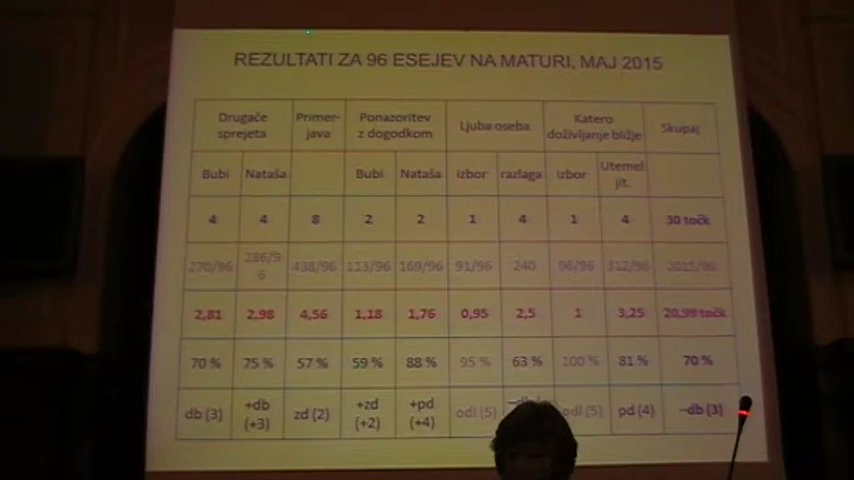 REZULTATI ZA 96 ESEJEV NA MATURI, MAJ 2015
Drugače sprejeta Primer-java Ponazoritev z dogodkom Ljuba oseba Katero doživljanje bližje Skupaj
Bubi Nataša Bubi Nataša izbor razlaga izbor Utemeljit.
4 4 8 2 2 1 4 1 4 30 točk
270/96 286/96 438/96 113/96 169/96 91/96 240 96/96 312/96 2015/96
2,81 2,98 4,56 1,18 1,76 0,95 2,5 1 3,25 20,99 točk
70 % 75 % 57 % 59 % 88 % 95 % 63 % 100 % 81 % 70 %
db (3) +db (+3) zd (2) +zd (+2) +pd (+4) odl (5) odl (5) pd (4) –db (3)